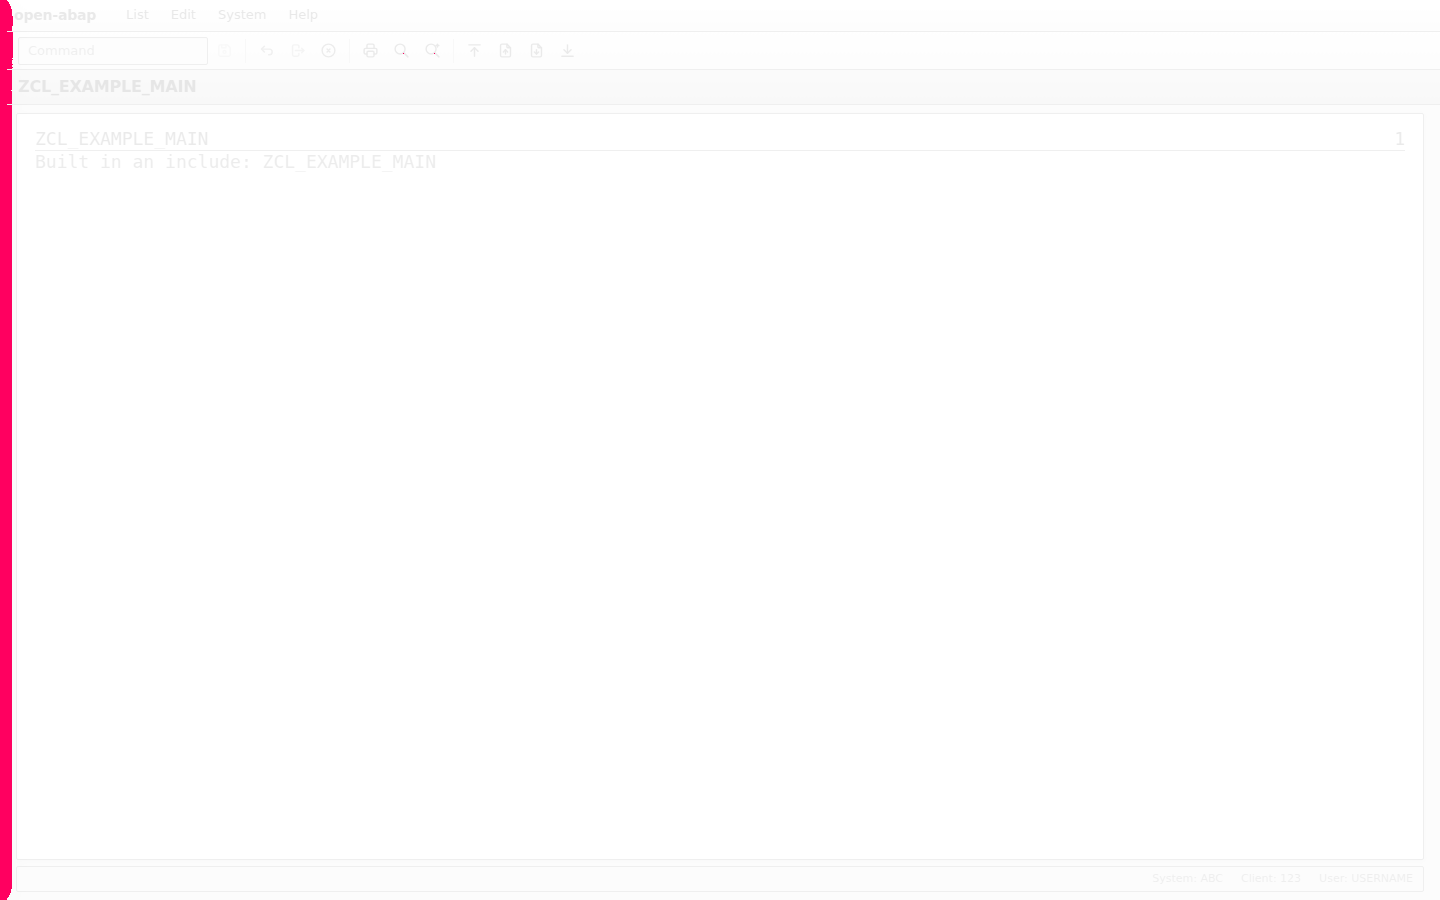 open-abap List Edit System Help
Command
ZCL_EXAMPLE_MAIN
ZCL_EXAMPLE_MAIN 1
Built in an include: ZCL_EXAMPLE_MAIN
System: ABC Client: 123 User: USERNAME